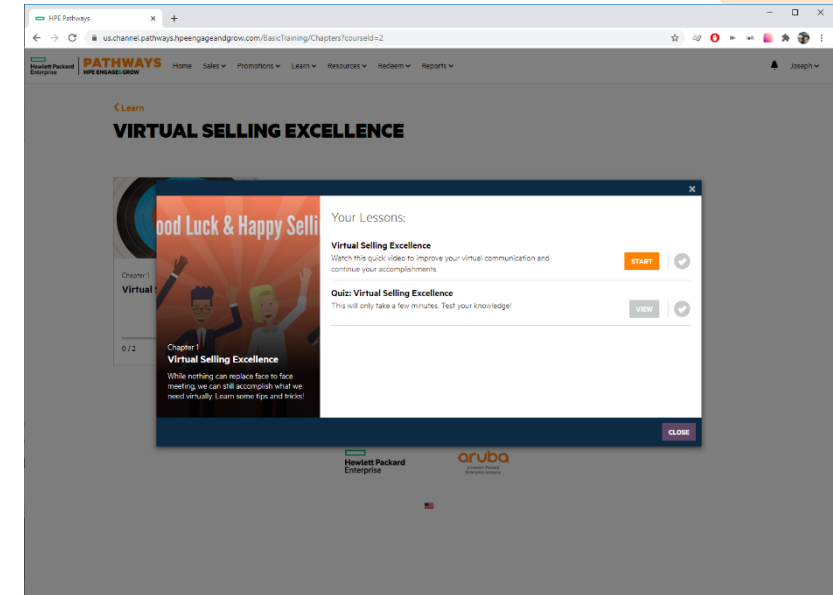 HPE Pathways
us.channel.pathways.hpeengageandgrow.com/BasicTraining/Chapters?courseId=2
Hewlett Packard
Enterprise
PATHWAYS
HPE ENGAGE&GROW
Home Sales Promotions Learn Resources Redeem Reports
Joseph
Learn
VIRTUAL SELLING EXCELLENCE
ood Luck & Happy Selli
Your Lessons:
Virtual Selling Excellence
Watch this quick video to improve your virtual communication and
continue your accomplishments.
START
Quiz: Virtual Selling Excellence
This will only take a few minutes. Test your knowledge!
VIEW
Chapter 1
Virtual
0 / 2
Chapter 1
Virtual Selling Excellence
While nothing can replace face to face
meeting, we can still accomplish what we
need virtually. Learn some tips and tricks!
CLOSE
Hewlett Packard
Enterprise
aruba
a Hewlett Packard
Enterprise company